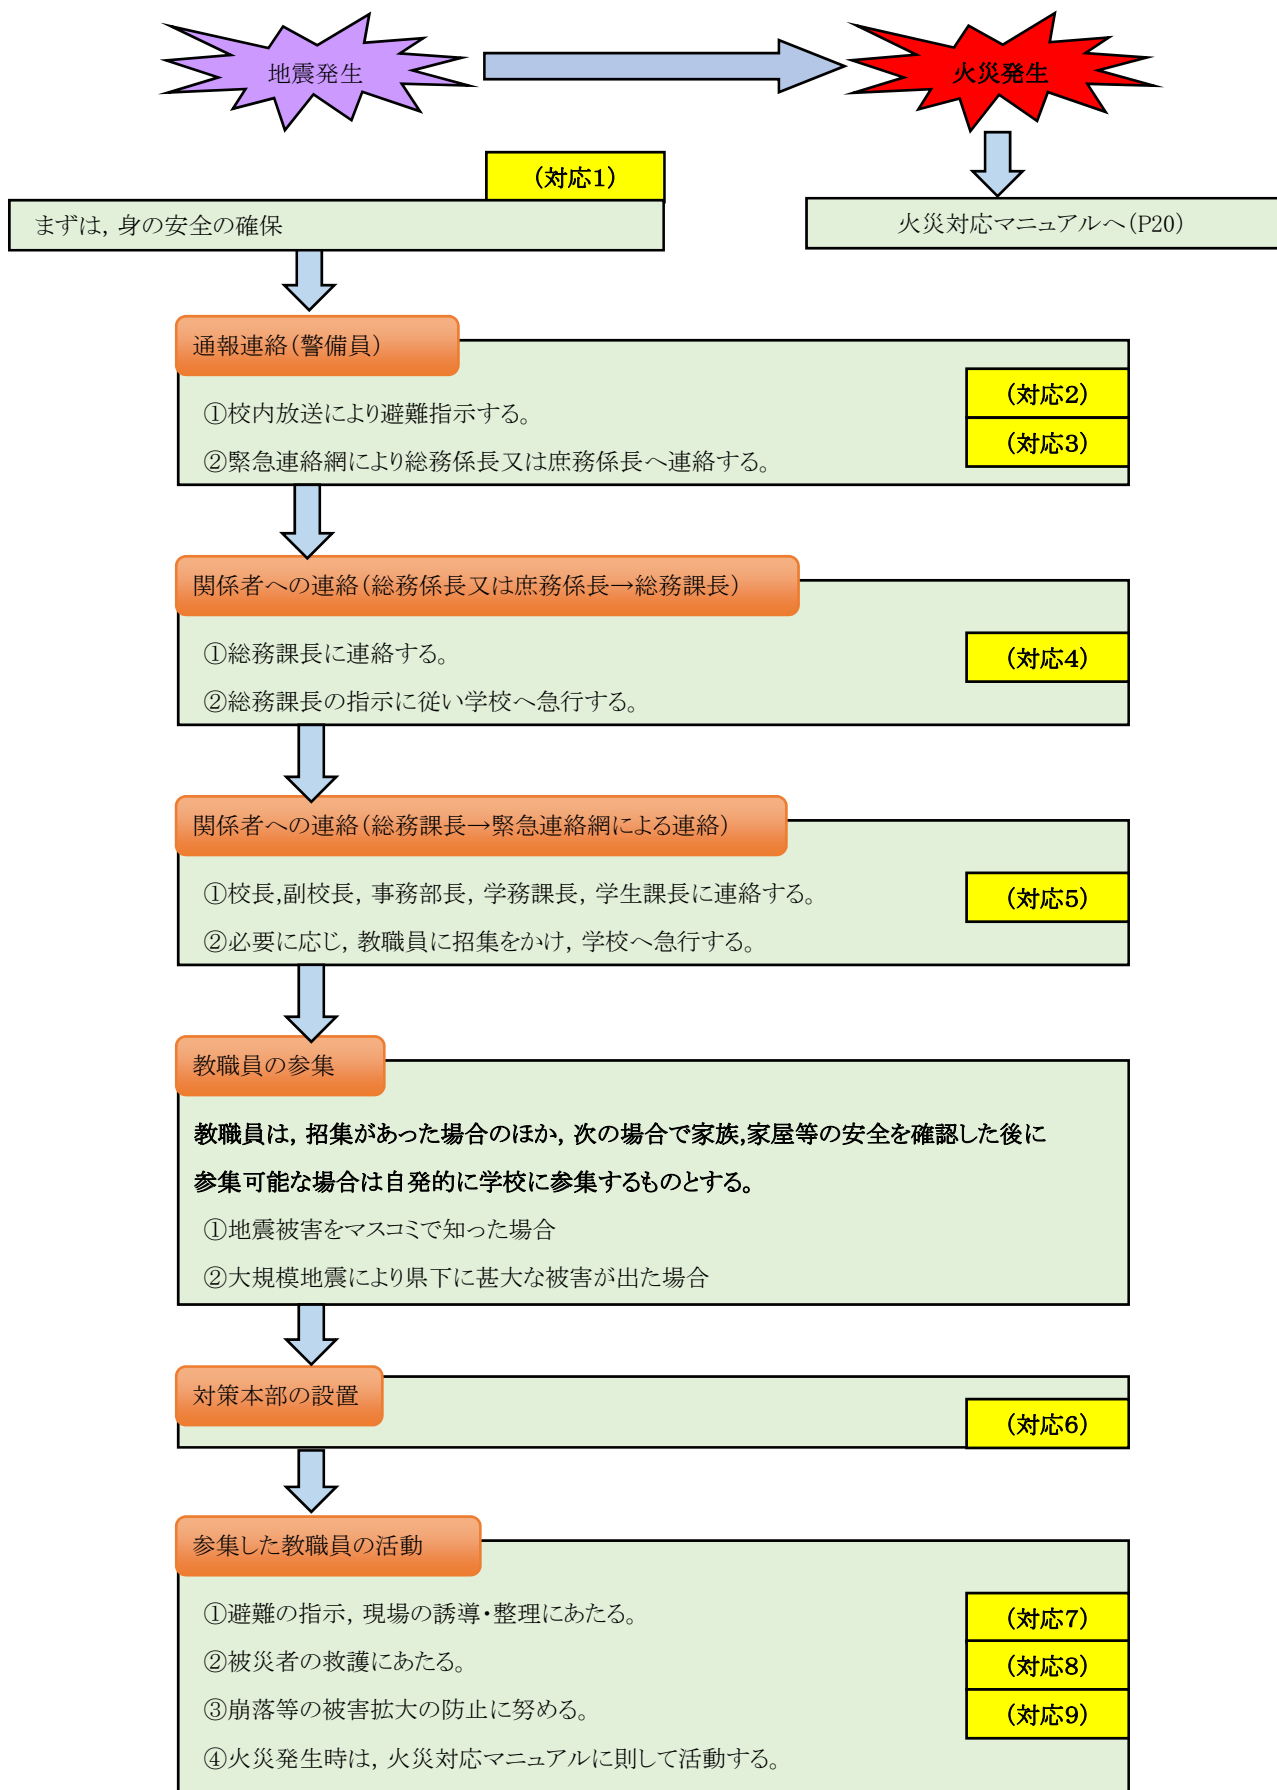 地震発生
火災発生
(対応1)
まずは，身の安全の確保
火災対応マニュアルへ(P20)
通報連絡(警備員)
①校内放送により避難指示する。
(対応2)
(対応3)
②緊急連絡網により総務係長又は庶務係長へ連絡する。
関係者への連絡(総務係長又は庶務係長→総務課長)
①総務課長に連絡する。
(対応4)
②総務課長の指示に従い学校へ急行する。
関係者への連絡(総務課長→緊急連絡網による連絡)
①校長,副校長，事務部長，学務課長，学生課長に連絡する。
(対応5)
②必要に応じ，教職員に招集をかけ，学校へ急行する。
教職員の参集
教職員は，招集があった場合のほか，次の場合で家族,家屋等の安全を確認した後に
参集可能な場合は自発的に学校に参集するものとする。
①地震被害をマスコミで知った場合
②大規模地震により県下に甚大な被害が出た場合
対策本部の設置
(対応6)
参集した教職員の活動
①避難の指示，現場の誘導・整理にあたる。
(対応7)
②被災者の救護にあたる。
(対応8)
③崩落等の被害拡大の防止に努める。
(対応9)
④火災発生時は，火災対応マニュアルに則して活動する。